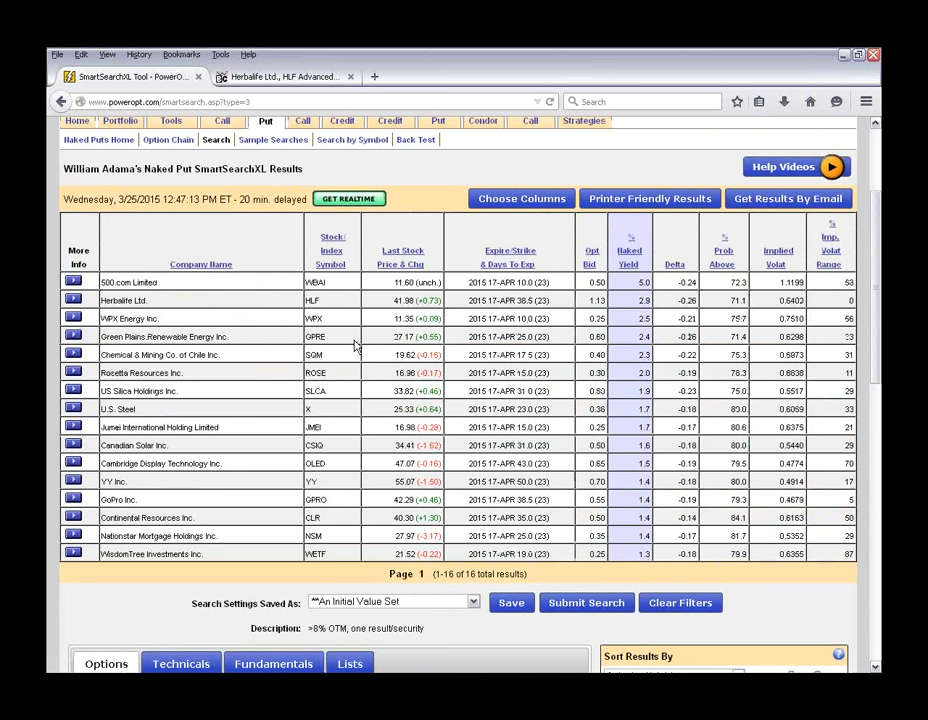 File Edit View History Bookmarks Tools Help
SmartSearchXL Tool - PowerO... × Herbalife Ltd., HLF Advanced... × +
www.poweropt.com/smartsearch.asp?type=3 Search
Home Portfolio Tools Call Put Call Credit Credit Put Condor Call Strategies
Naked Puts Home Option Chain Search Sample Searches Search by Symbol Back Test
William Adama's Naked Put SmartSearchXL Results Help Videos
Wednesday, 3/25/2015 12:47:13 PM ET - 20 min. delayed GET REALTIME Choose Columns Printer Friendly Results Get Results By Email
More Info Company Name Stock/ Index Symbol Last Stock Price & Chg Expire/Strike & Days To Exp Opt Bid % Naked Yield Delta % Prob Above Implied Volat % Imp. Volat Range
500.com Limited WBAI 11.60 (unch.) 2015 17-APR 10.0 (23) 0.50 5.0 -0.24 72.3 1.1199 53
Herbalife Ltd. HLF 41.98 (+0.73) 2015 17-APR 38.5 (23) 1.13 2.9 -0.26 71.1 0.6402 0
WPX Energy Inc. WPX 11.35 (+0.09) 2015 17-APR 10.0 (23) 0.25 2.5 -0.21 75.7 0.7510 56
Green Plains Renewable Energy Inc. GPRE 27.17 (+0.55) 2015 17-APR 25.0 (23) 0.60 2.4 -0.26 71.4 0.6298 33
Chemical & Mining Co. of Chile Inc. SQM 19.62 (-0.16) 2015 17-APR 17.5 (23) 0.40 2.3 -0.22 75.3 0.5973 31
Rosetta Resources Inc. ROSE 16.98 (-0.17) 2015 17-APR 15.0 (23) 0.30 2.0 -0.19 78.3 0.6838 11
US Silica Holdings Inc. SLCA 33.82 (+0.46) 2015 17-APR 31.0 (23) 0.60 1.9 -0.23 75.0 0.5517 29
U.S. Steel X 25.33 (+0.64) 2015 17-APR 23.0 (23) 0.38 1.7 -0.18 80.0 0.6059 33
Jumei International Holding Limited JMEI 16.98 (-0.28) 2015 17-APR 15.0 (23) 0.25 1.7 -0.17 80.6 0.6375 21
Canadian Solar Inc. CSIQ 34.41 (-1.62) 2015 17-APR 31.0 (23) 0.50 1.6 -0.18 80.0 0.5440 29
Cambridge Display Technology Inc. OLED 47.07 (-0.16) 2015 17-APR 43.0 (23) 0.65 1.5 -0.19 79.5 0.4774 70
YY Inc. YY 55.07 (-1.50) 2015 17-APR 50.0 (23) 0.70 1.4 -0.18 80.0 0.4914 17
GoPro Inc. GPRO 42.29 (+0.46) 2015 17-APR 38.5 (23) 0.55 1.4 -0.19 79.3 0.4679 5
Continental Resources Inc. CLR 40.30 (+1.30) 2015 17-APR 35.0 (23) 0.50 1.4 -0.14 84.1 0.6163 50
Nationstar Mortgage Holdings Inc. NSM 27.97 (-3.17) 2015 17-APR 25.0 (23) 0.35 1.4 -0.17 81.7 0.5352 29
WisdomTree Investments Inc. WETF 21.52 (-0.22) 2015 17-APR 19.0 (23) 0.25 1.3 -0.18 79.9 0.6355 87
Page 1 (1-16 of 16 total results)
Search Settings Saved As: **An Initial Value Set Save Submit Search Clear Filters
Description: >8% OTM, one result/security
Options Technicals Fundamentals Lists Sort Results By